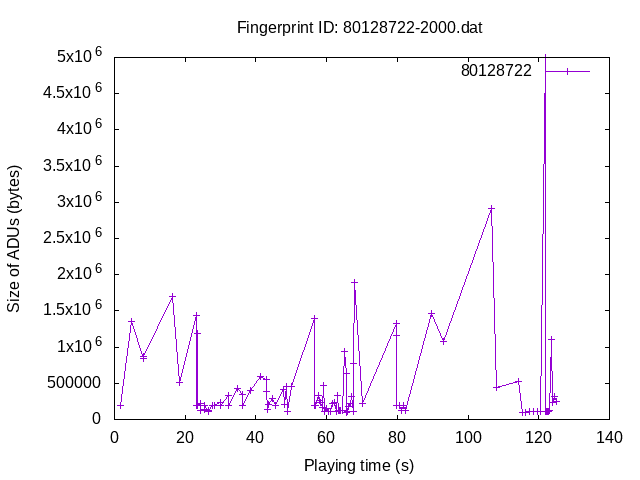 Fingerprint ID: 80128722-2000.dat
80128722
5x10^6
4.5x10^6
4x10^6
3.5x10^6
3x10^6
2.5x10^6
2x10^6
1.5x10^6
1x10^6
500000
0
Size of ADUs (bytes)
0 20 40 60 80 100 120 140
Playing time (s)